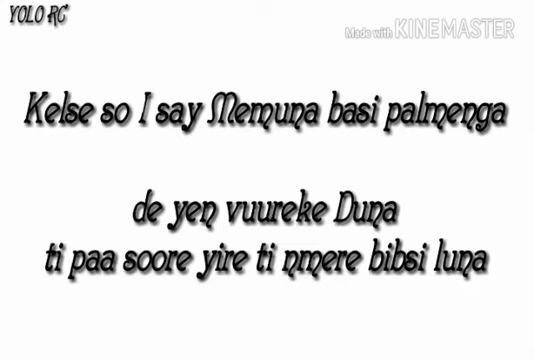 YOLO RC
Made with KINEMASTER
Kelse so I say Memuna basi palmenga
de yen vuureke Duna
ti paa soore yire ti nmere bibsi luna